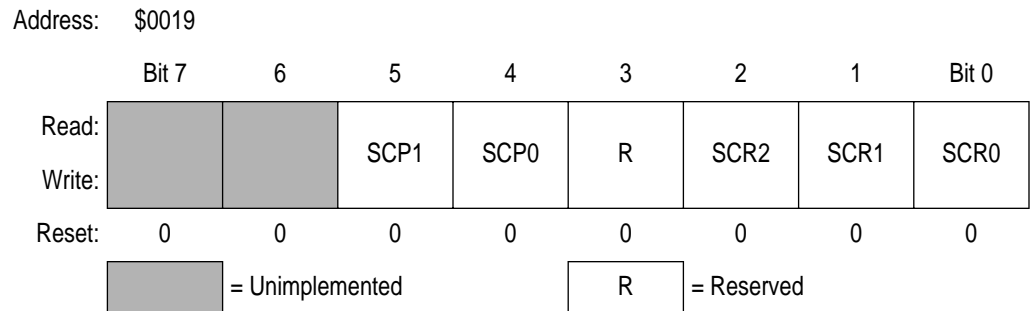 Address: $0019
Bit 7 6 5 4 3 2 1 Bit 0
Read:
SCP1 SCP0 R SCR2 SCR1 SCR0
Write:
Reset: 0 0 0 0 0 0 0 0
= Unimplemented R = Reserved